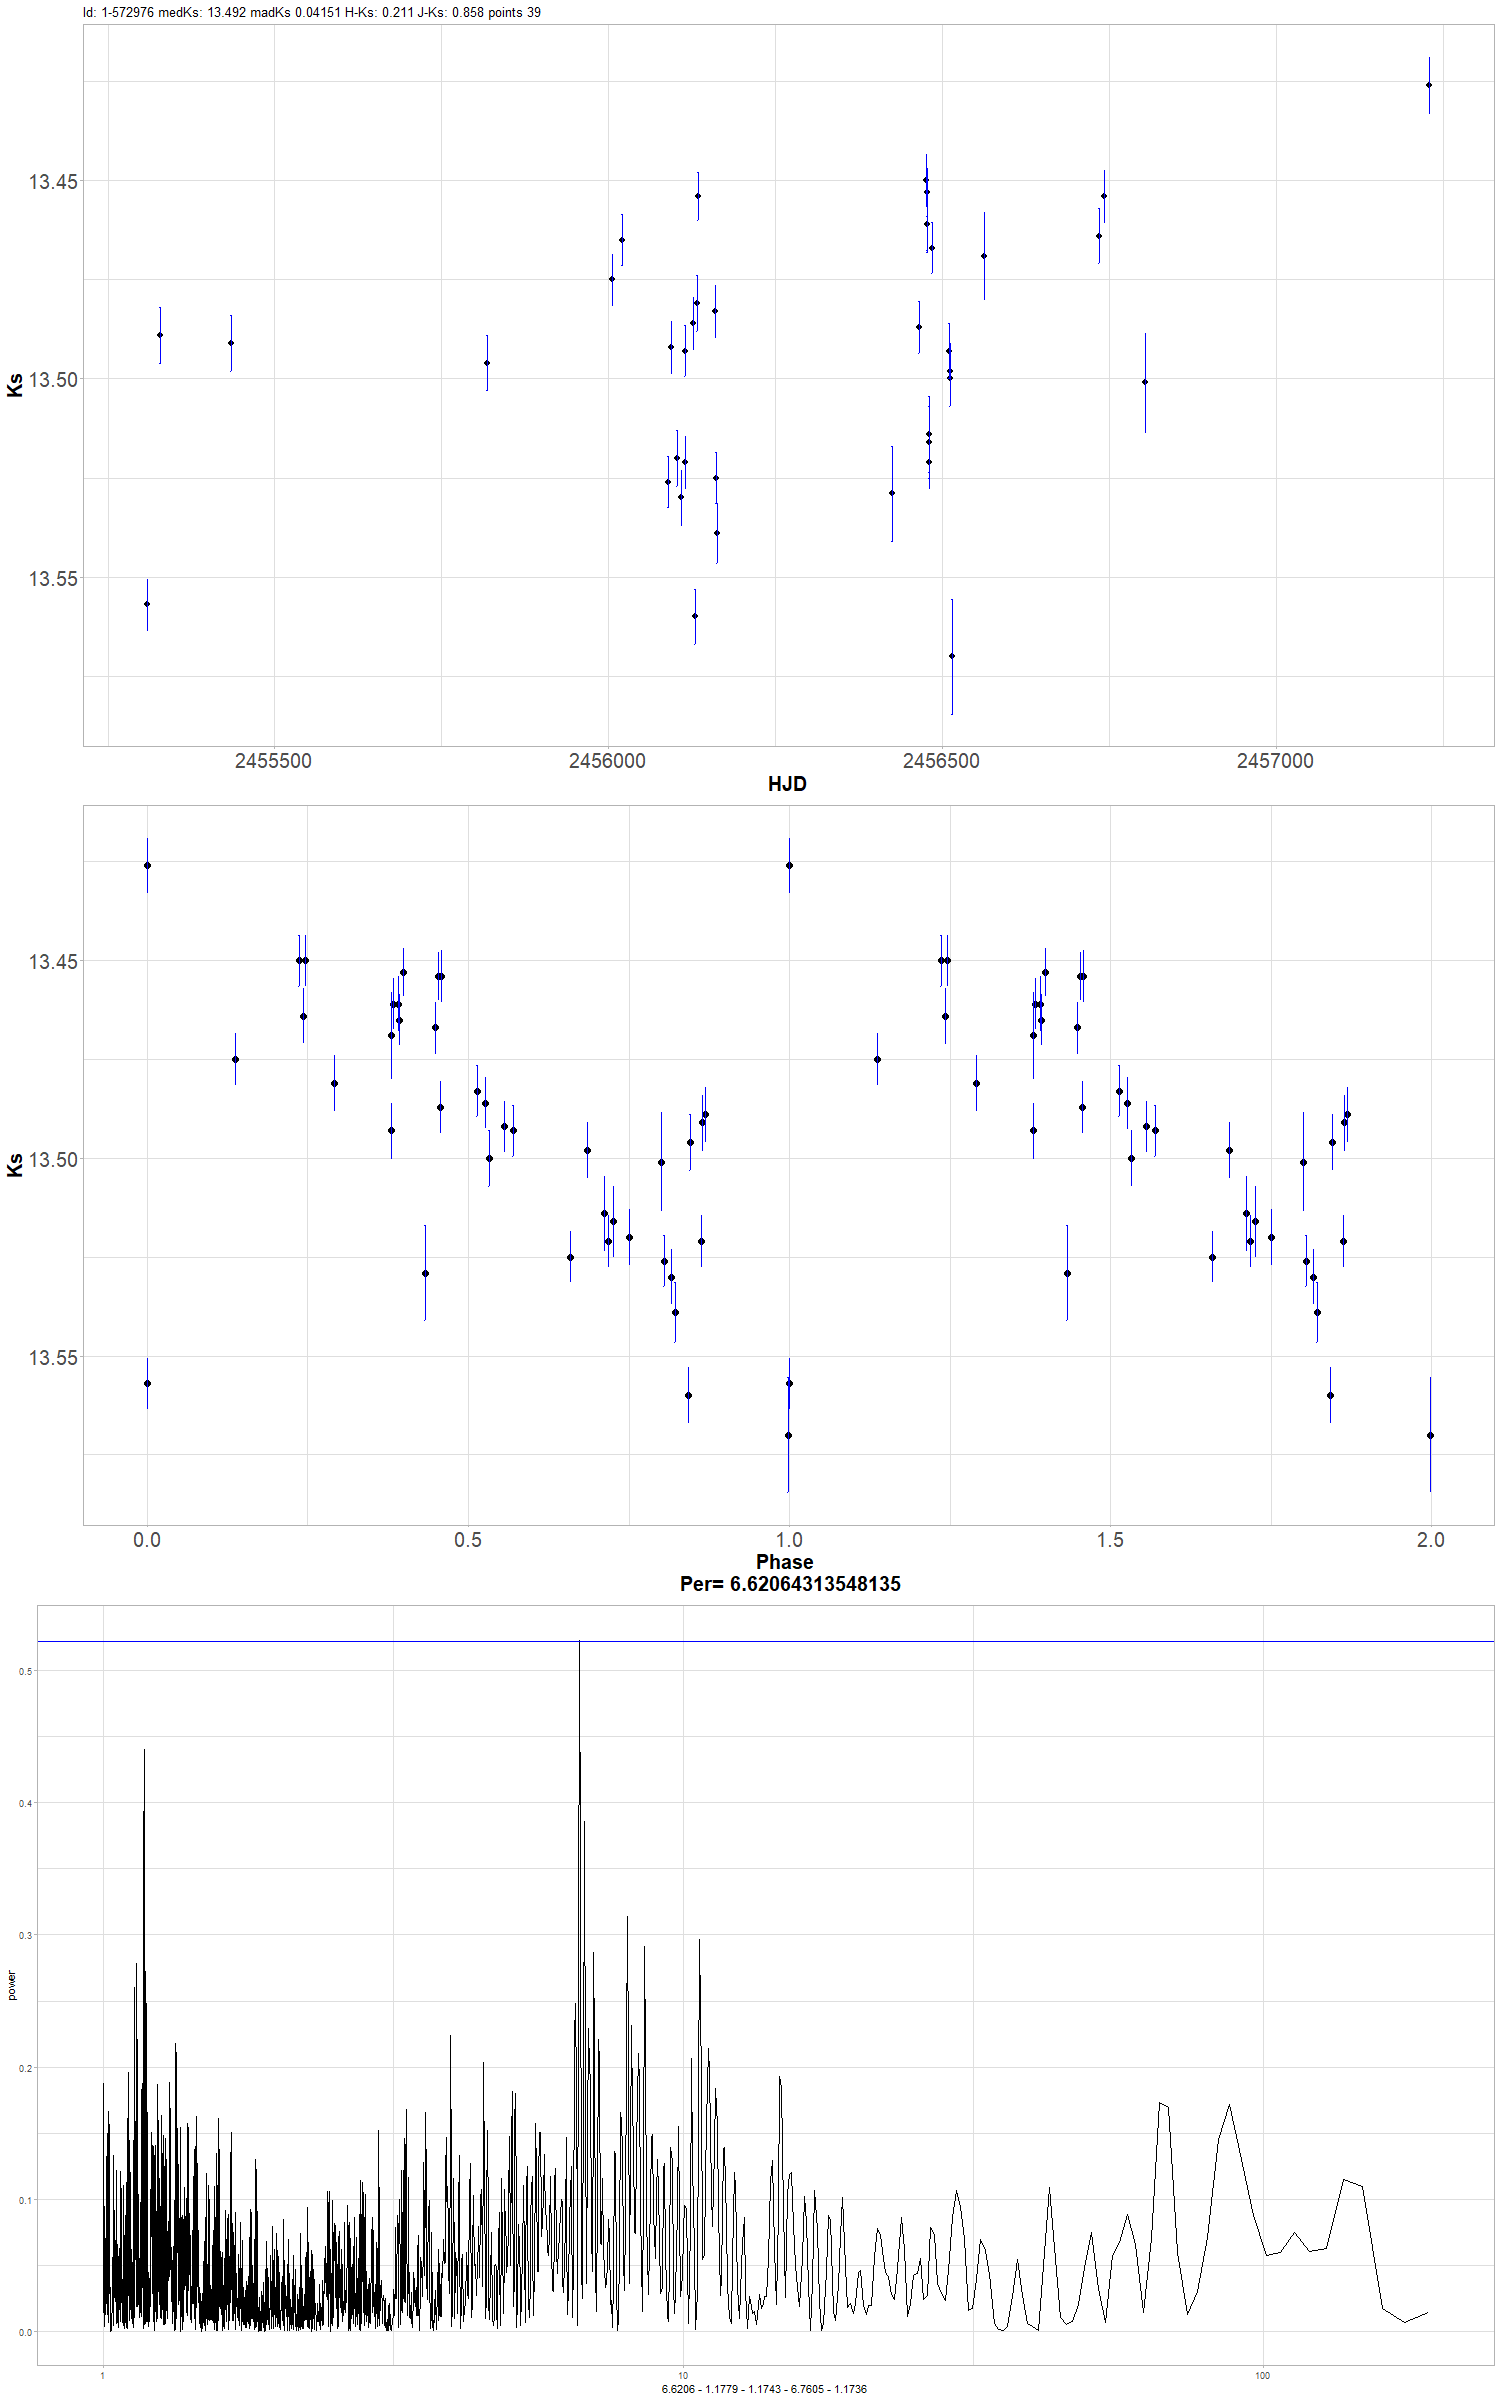 Id: 1-572976 medKs: 13.492 madKs 0.04151 H-Ks: 0.211 J-Ks: 0.858 points 39
13.45
13.50
13.55
Ks
2455500 2456000 2456500 2457000
HJD
13.45
13.50
13.55
Ks
0.0 0.5 1.0 1.5 2.0
Phase
Per= 6.62064313548135
0.5
0.4
0.3
0.2
0.1
0.0
power
1 10 100
6.6206 - 1.1779 - 1.1743 - 6.7605 - 1.1736